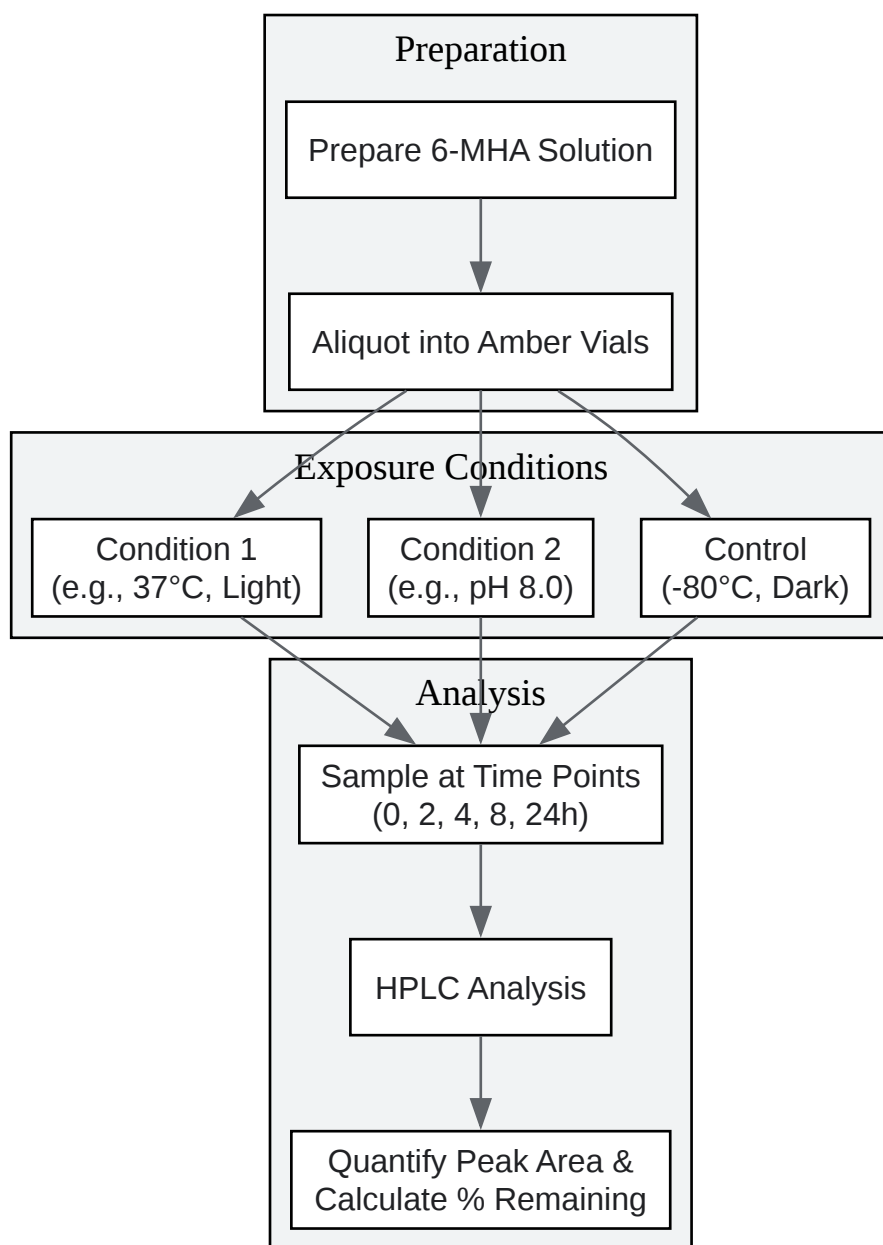 Preparation
Prepare 6-MHA Solution
Aliquot into Amber Vials
Exposure Conditions
Condition 1
(e.g., 37°C, Light)
Condition 2
(e.g., pH 8.0)
Control
(-80°C, Dark)
Analysis
Sample at Time Points
(0, 2, 4, 8, 24h)
HPLC Analysis
Quantify Peak Area &
Calculate % Remaining